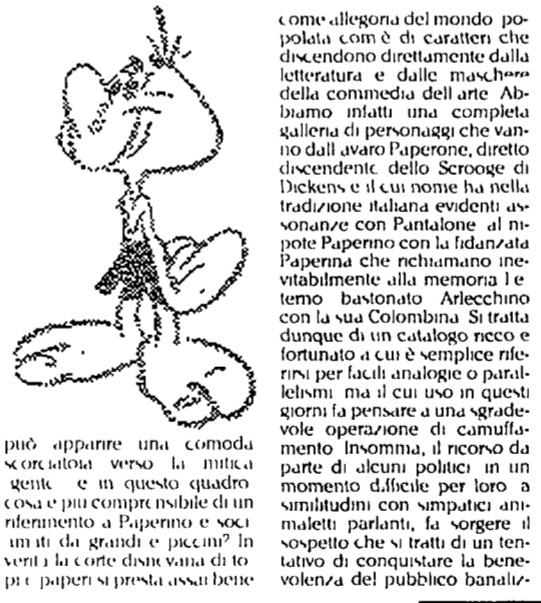 può apparire una comoda
scorciatoia verso la mitica
gente e in questo quadro
cosa e più comprensibile di un
riferimento a Paperino e soci
amati da grandi e piccini? In
verità la corte disneyana di to
pi e paperi si presta assai bene
come allegoria del mondo po-
polata com è di caratteri che
discendono direttamente dalla
letteratura e dalle maschere
della commedia dell arte Ab-
biamo infatti una completa
galleria di personaggi che van-
no dall avaro Paperone, diretto
discendente dello Scrooge di
Dickens e il cui nome ha nella
tradizione italiana evidenti as-
sonanze con Pantalone al ni-
pote Paperino con la fidanzata
Paperina che richiamano ine-
vitabilmente alla memoria l e
terno bastonato Arlecchino
con la sua Colombina Si tratta
dunque di un catalogo ricco e
fortunato a cui è semplice rife-
rirsi per facili analogie o paral-
lelismi ma il cui uso in questi
giorni fa pensare a una sgrade-
vole operazione di camuffa-
mento Insomma, il ricorso da
parte di alcuni politici in un
momento difficile per loro a
similitudini con simpatici ani-
maletti parlanti, fa sorgere il
sospetto che si tratti di un ten-
tativo di conquistare la bene-
volenza del pubblico banaliz-